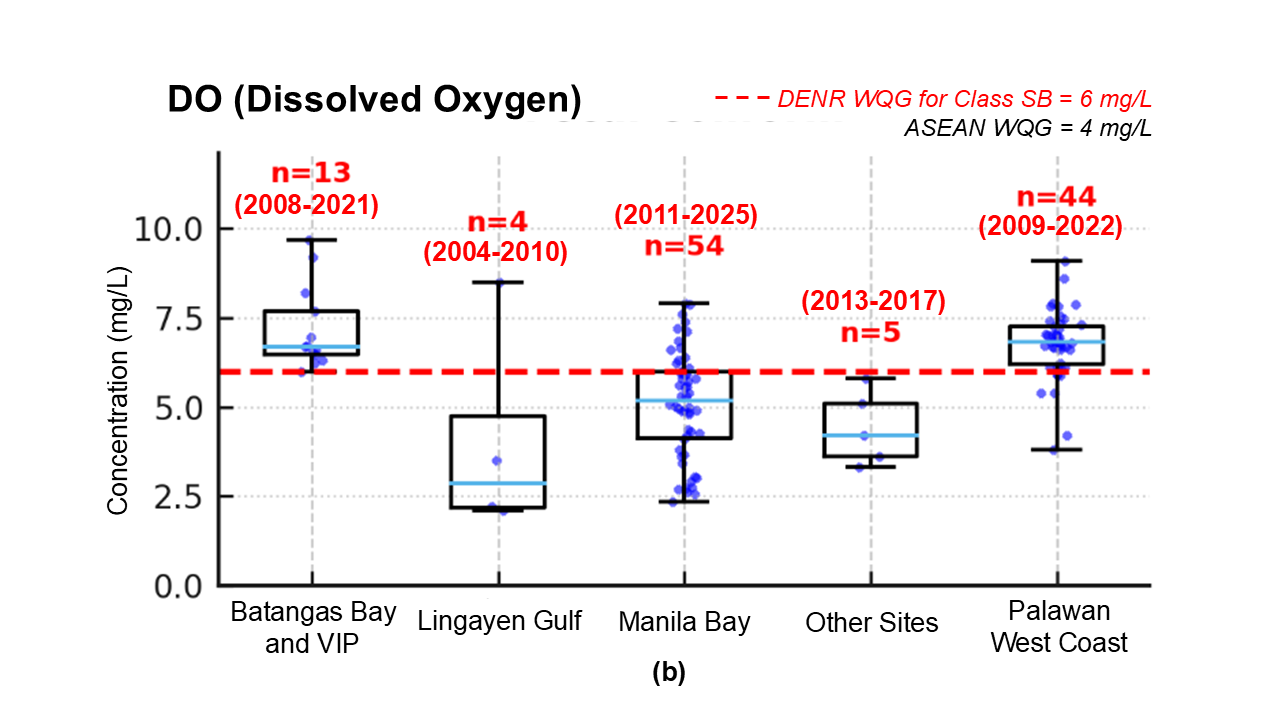 DO (Dissolved Oxygen)
DENR WQG for Class SB = 6 mg/L
ASEAN WQG = 4 mg/L
n=13
(2008-2021)
n=4
(2004-2010)
(2011-2025)
n=54
(2013-2017)
n=5
n=44
(2009-2022)
Concentration (mg/L)
10.0
7.5
5.0
2.5
0.0
Batangas Bay
and VIP
Lingayen Gulf
Manila Bay
Other Sites
Palawan
West Coast
(b)